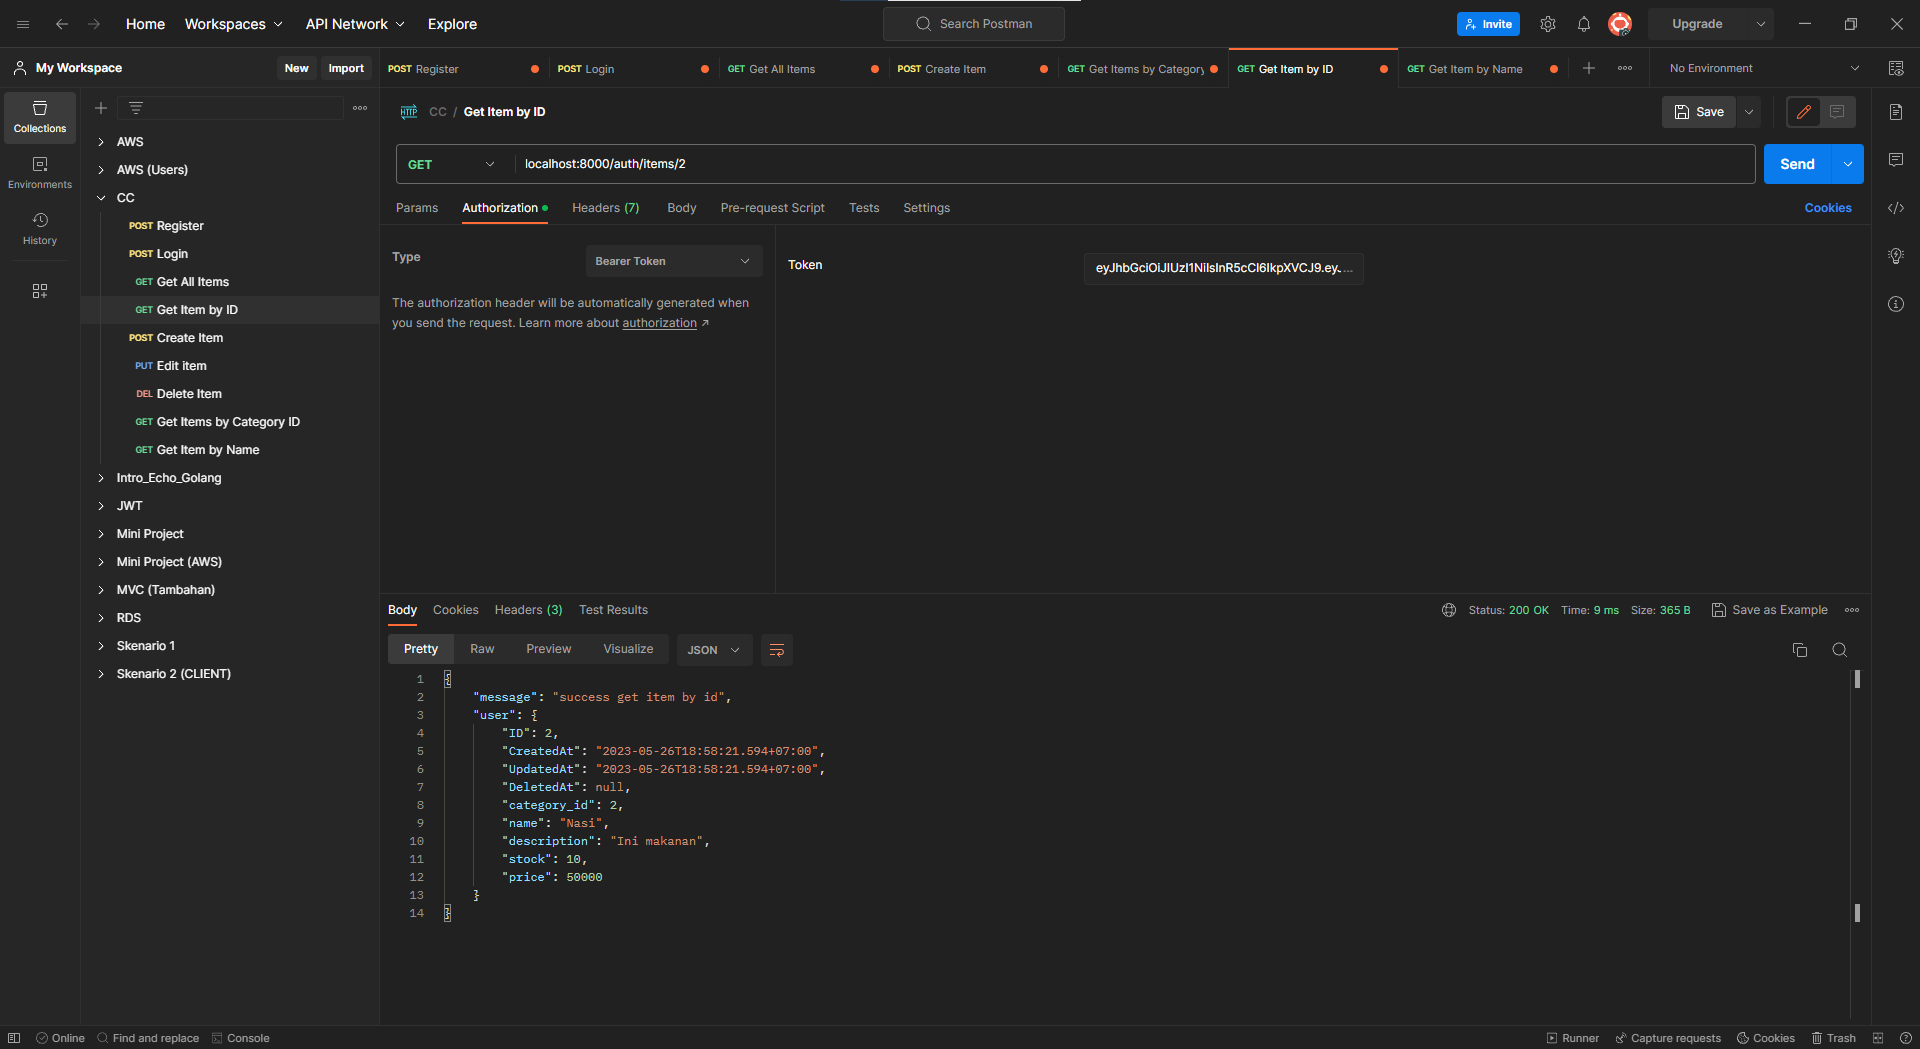 Home Workspaces API Network Explore Search Postman Invite Upgrade
My Workspace New Import
POST Register POST Login GET Get All Items POST Create Item GET Get Items by Category GET Get Item by ID GET Get Item by Name No Environment
Collections
Environments
History
AWS
AWS (Users)
CC
POST Register
POST Login
GET Get All Items
GET Get Item by ID
POST Create Item
PUT Edit item
DEL Delete Item
GET Get Items by Category ID
GET Get Item by Name
Intro_Echo_Golang
JWT
Mini Project
Mini Project (AWS)
MVC (Tambahan)
RDS
Skenario 1
Skenario 2 (CLIENT)
HTTP CC / Get Item by ID Save
GET localhost:8000/auth/items/2 Send
Params Authorization Headers (7) Body Pre-request Script Tests Settings Cookies
Type Bearer Token
The authorization header will be automatically generated when
you send the request. Learn more about authorization ↗
Token eyJhbGciOiJIUzI1NiIsInR5cCI6IkpXVCJ9.eyJ...
Body Cookies Headers (3) Test Results Status: 200 OK Time: 9 ms Size: 365 B Save as Example
Pretty Raw Preview Visualize JSON
1 {
2 "message": "success get item by id",
3 "user": {
4 "ID": 2,
5 "CreatedAt": "2023-05-26T18:58:21.594+07:00",
6 "UpdatedAt": "2023-05-26T18:58:21.594+07:00",
7 "DeletedAt": null,
8 "category_id": 2,
9 "name": "Nasi",
10 "description": "Ini makanan",
11 "stock": 10,
12 "price": 50000
13 }
14 }
Online Find and replace Console Runner Capture requests Cookies Trash